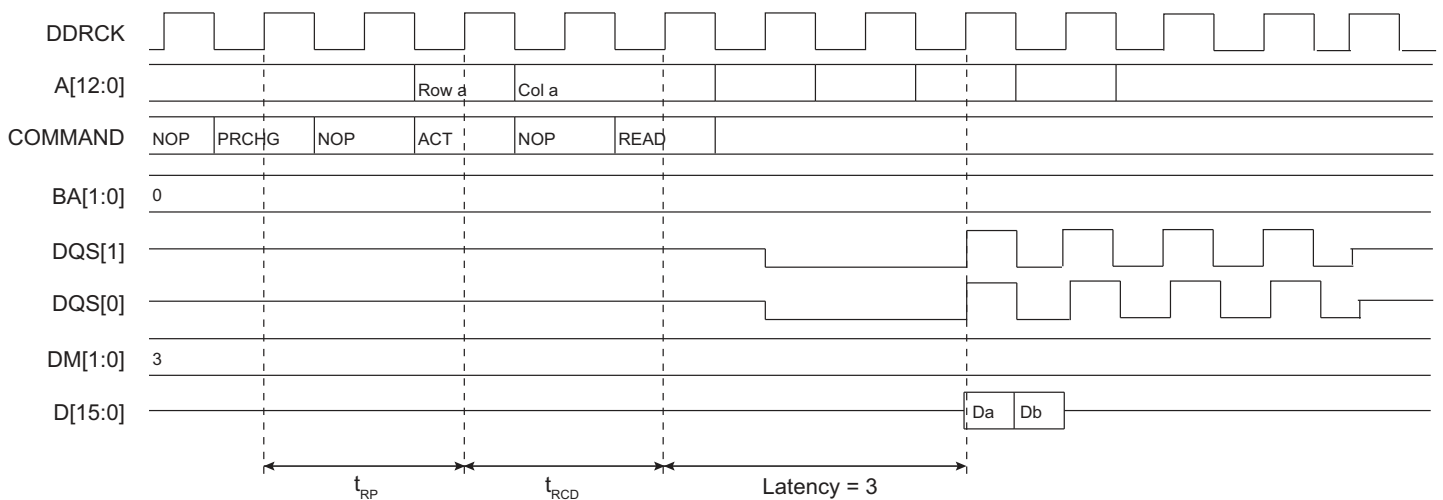 DDRCK
A[12:0] Row a Col a
COMMAND NOP PRCHG NOP ACT NOP READ
BA[1:0] 0
DQS[1]
DQS[0]
DM[1:0] 3
D[15:0] Da Db
tRP tRCD Latency = 3